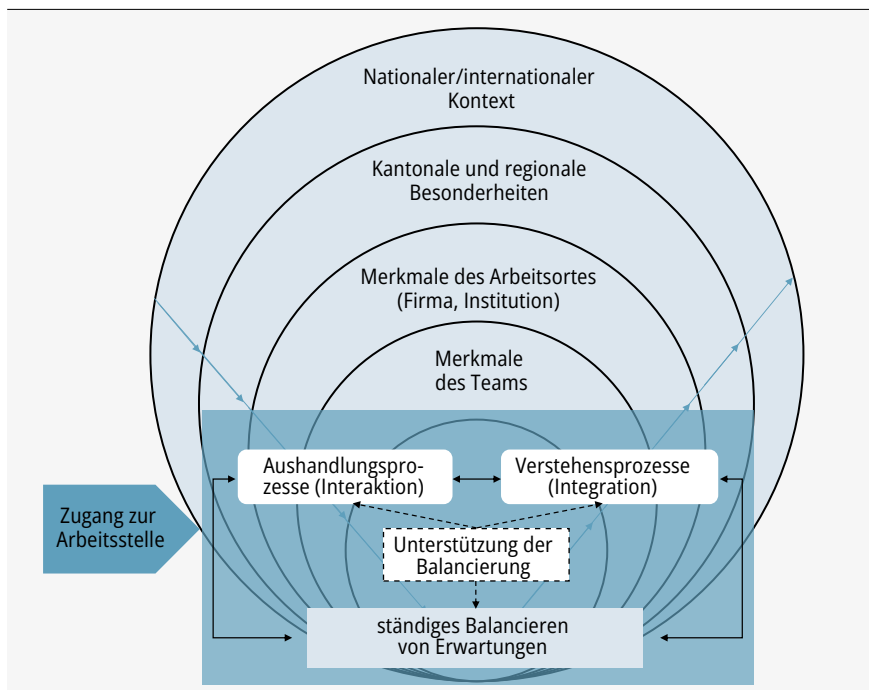 Nationaler/internationaler
Kontext
Kantonale und regionale
Besonderheiten
Merkmale des Arbeitsortes
(Firma, Institution)
Merkmale
des Teams
Aushandlungspro-
zesse (Interaktion)
Verstehensprozesse
(Integration)
Zugang zur
Arbeitsstelle
Unterstützung der
Balancierung
ständiges Balancieren
von Erwartungen